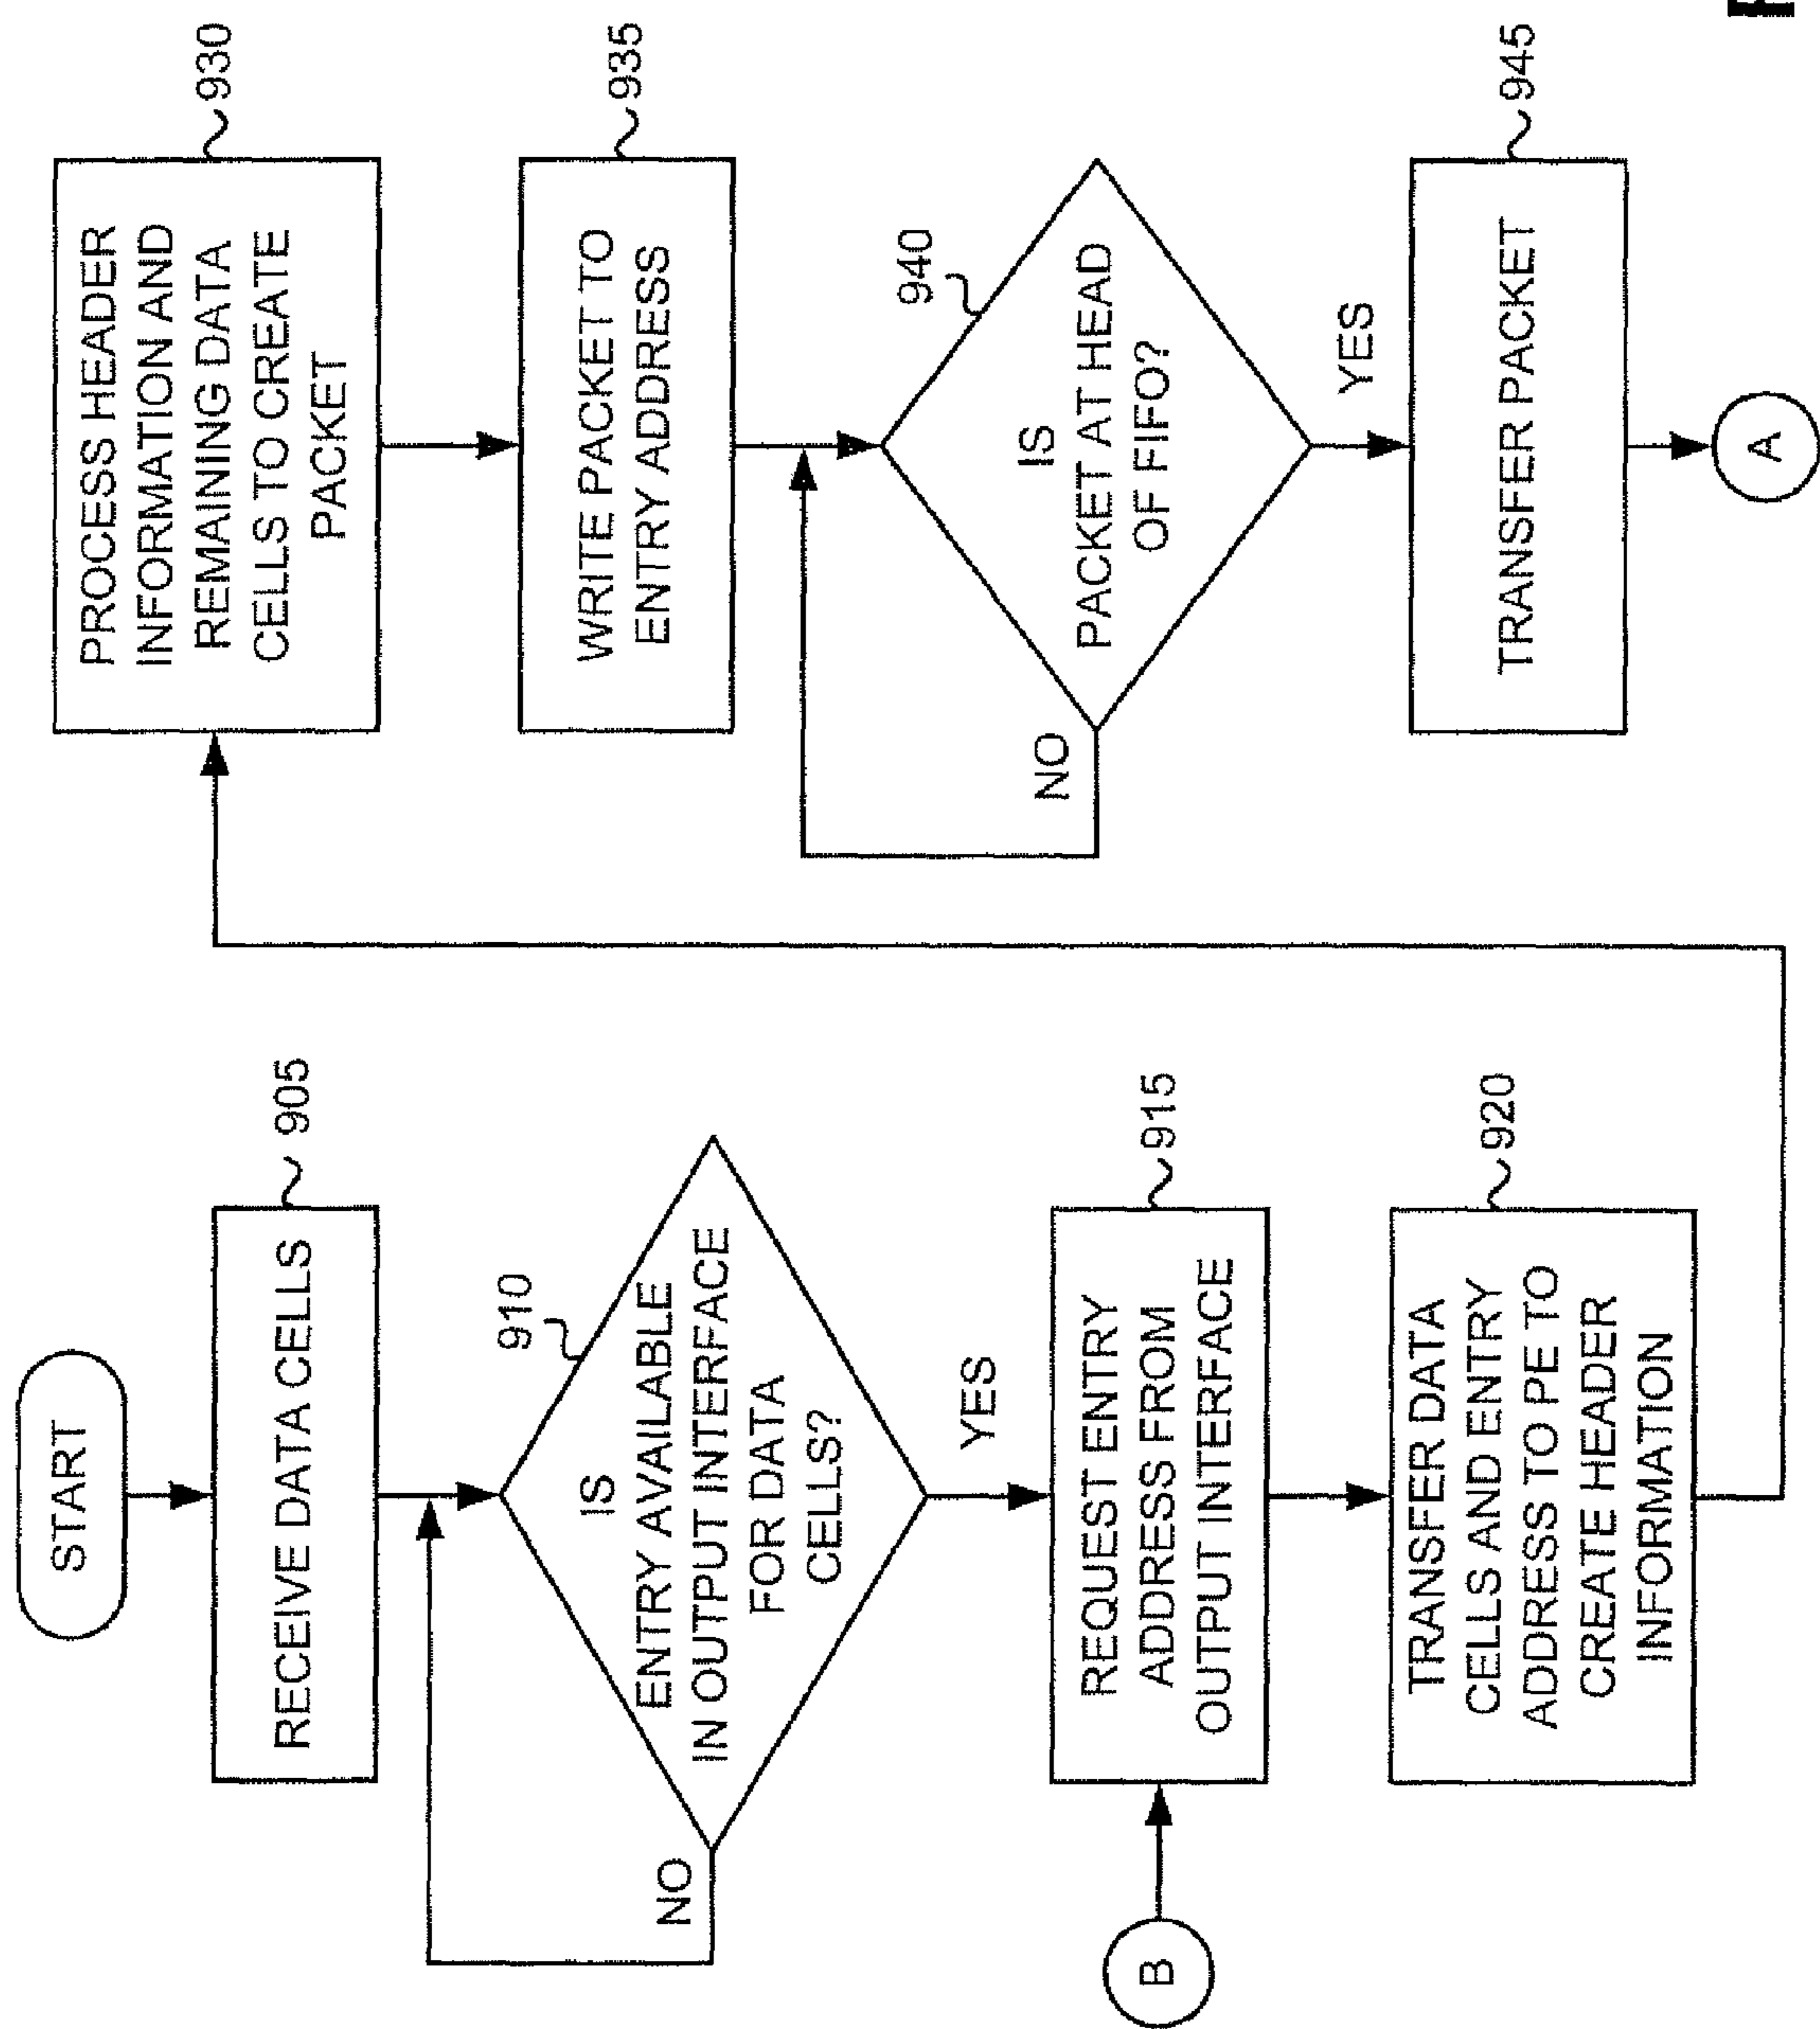 START
RECEIVE DATA CELLS
905
910
IS
ENTRY AVAILABLE
IN OUTPUT INTERFACE
FOR DATA
CELLS?
NO
YES
B
REQUEST ENTRY
ADDRESS FROM
OUTPUT INTERFACE
915
TRANSFER DATA
CELLS AND ENTRY
ADDRESS TO PE TO
CREATE HEADER
INFORMATION
920
PROCESS HEADER
INFORMATION AND
REMAINING DATA
CELLS TO CREATE
PACKET
930
WRITE PACKET TO
ENTRY ADDRESS
935
940
IS
PACKET AT HEAD
OF FIFO?
NO
YES
TRANSFER PACKET
945
A